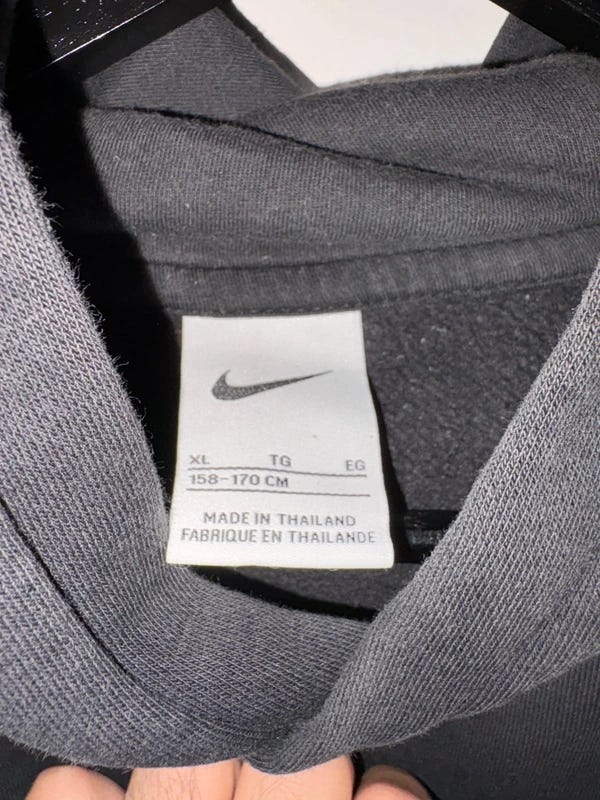 XL TG EG
158-170 CM
MADE IN THAILAND
FABRIQUE EN THAILANDE